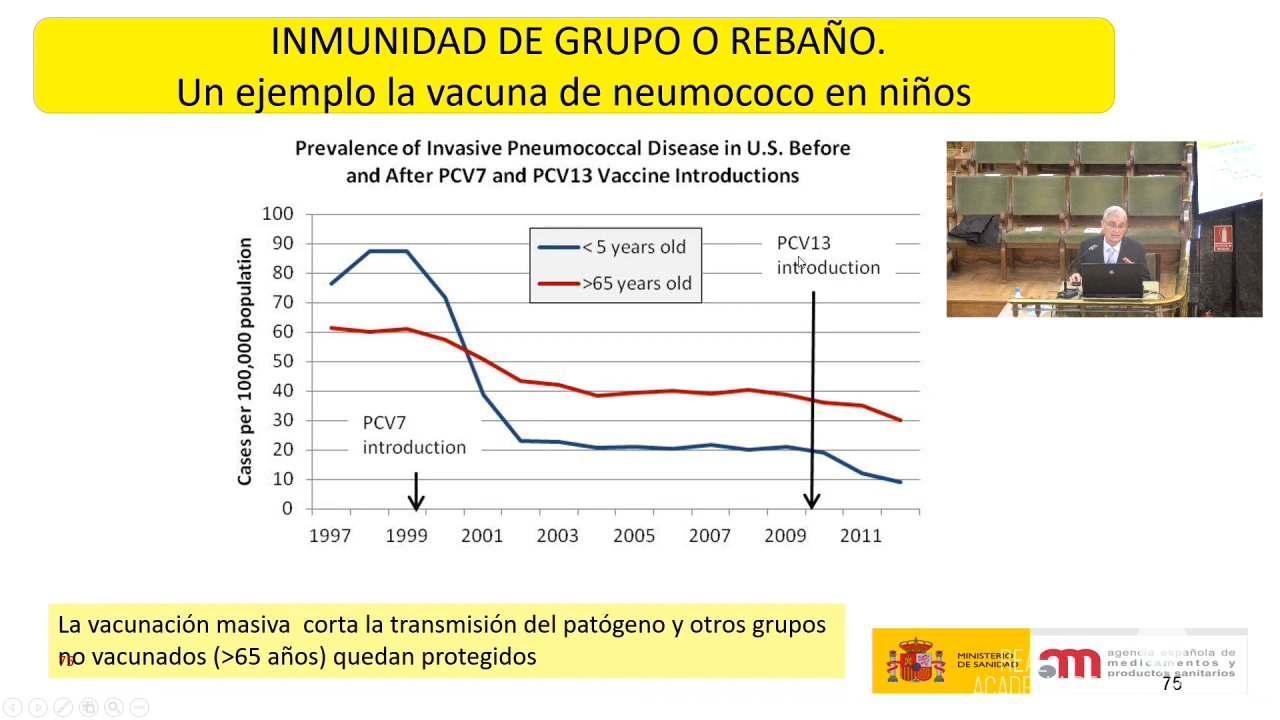 INMUNIDAD DE GRUPO O REBAÑO.
Un ejemplo la vacuna de neumococo en niños
Prevalence of Invasive Pneumococcal Disease in U.S. Before
and After PCV7 and PCV13 Vaccine Introductions
Cases per 100,000 population
100
90
80
70
60
50
40
30
20
10
0
< 5 years old
>65 years old
PCV13
introduction
PCV7
introduction
1997 1999 2001 2003 2005 2007 2009 2011
La vacunación masiva corta la transmisión del patógeno y otros grupos
no vacunados (>65 años) quedan protegidos
75
MINISTERIO
DE SANIDAD
am
agencia española de
medicamentos y
productos sanitarios
75